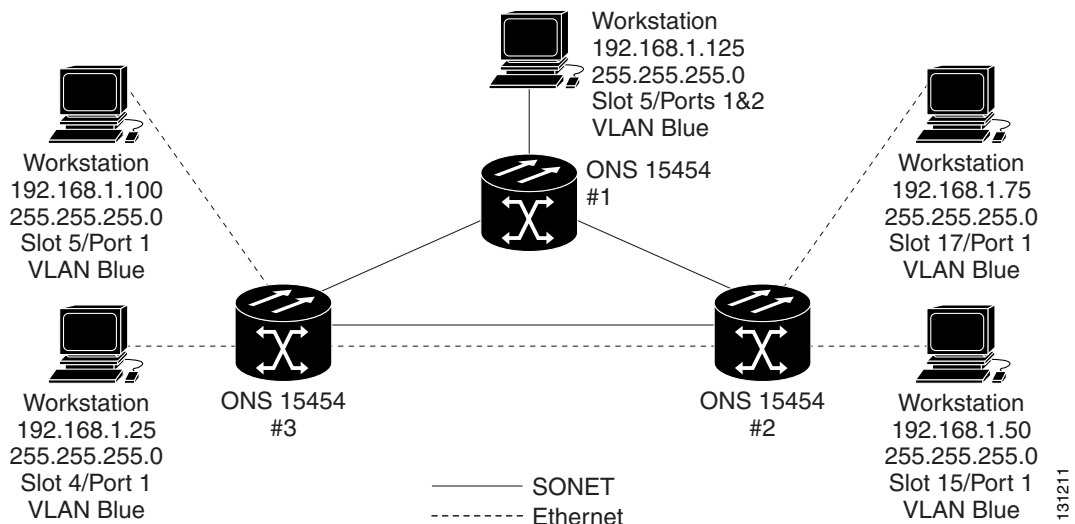 Workstation
192.168.1.125
255.255.255.0
Slot 5/Ports 1&2
VLAN Blue
ONS 15454
#1
Workstation
192.168.1.100
255.255.255.0
Slot 5/Port 1
VLAN Blue
Workstation
192.168.1.75
255.255.255.0
Slot 17/Port 1
VLAN Blue
Workstation
192.168.1.25
255.255.255.0
Slot 4/Port 1
VLAN Blue
ONS 15454
#3
ONS 15454
#2
Workstation
192.168.1.50
255.255.255.0
Slot 15/Port 1
VLAN Blue
SONET
Ethernet
131211